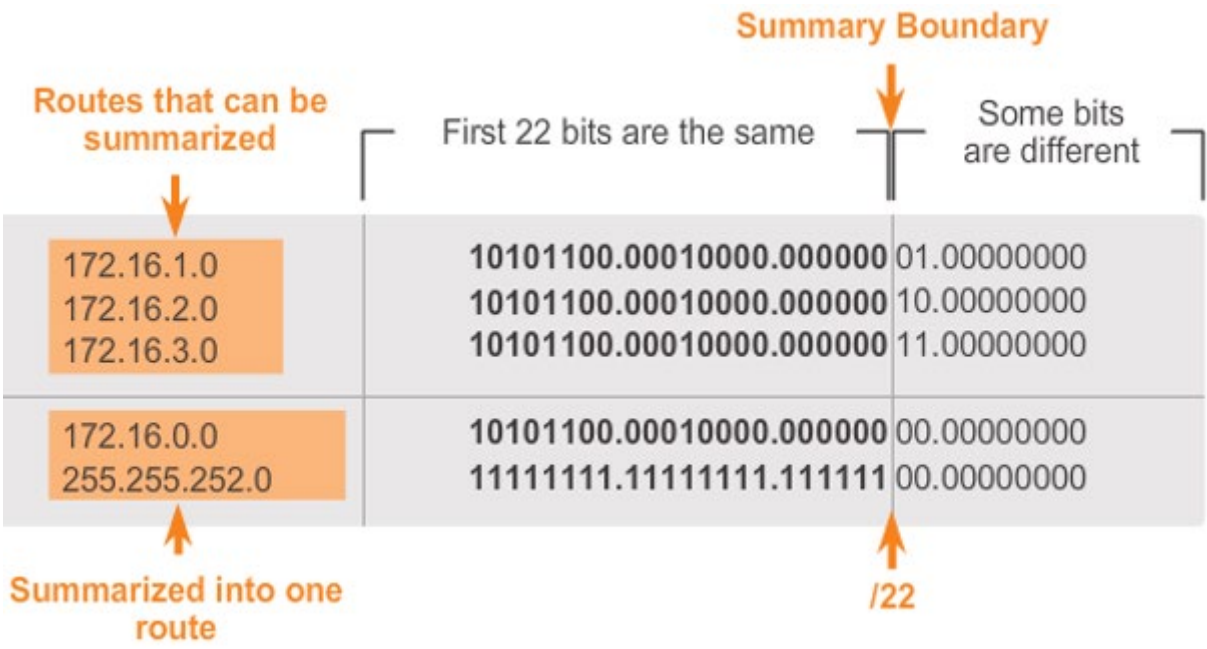 Summary Boundary
Routes that can be
summarized
First 22 bits are the same
Some bits
are different
172.16.1.0 10101100.00010000.000000 01.00000000
172.16.2.0 10101100.00010000.000000 10.00000000
172.16.3.0 10101100.00010000.000000 11.00000000
172.16.0.0 10101100.00010000.000000 00.00000000
255.255.252.0 11111111.11111111.111111 00.00000000
Summarized into one
route
/22